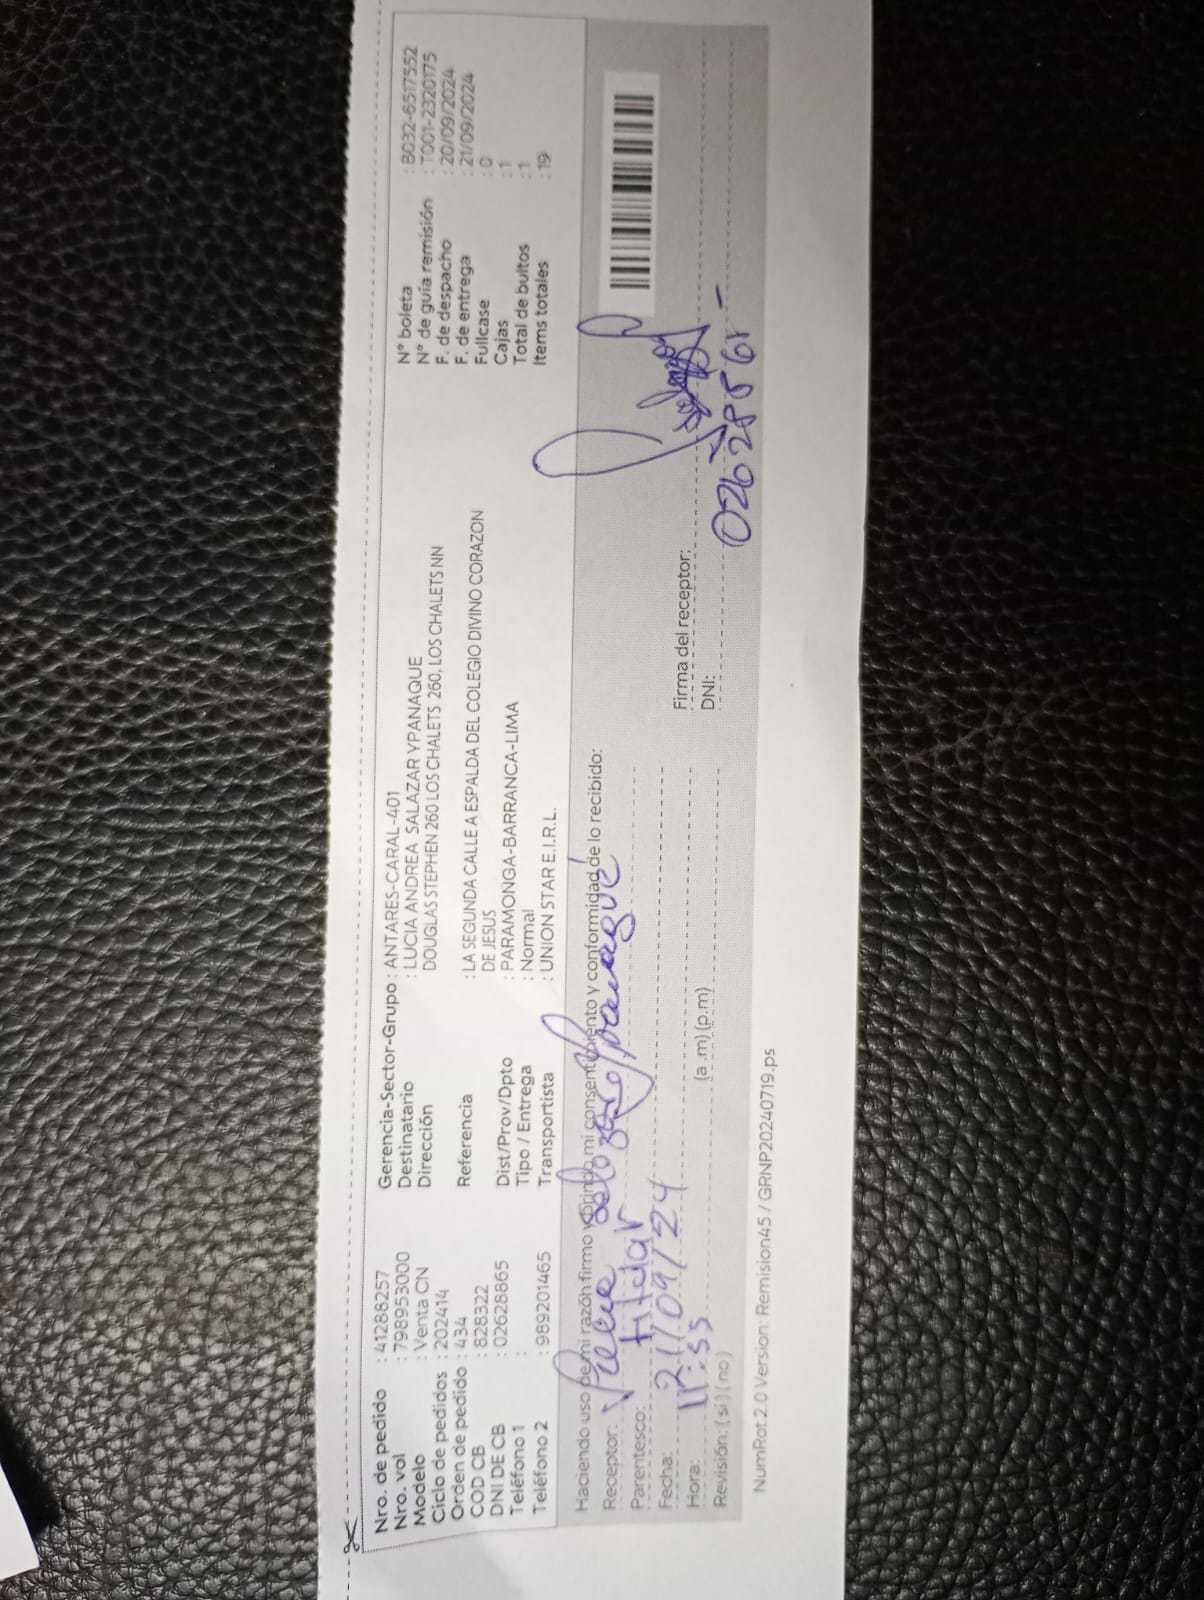 Nro. de pedido : 41288257
Nro. vol : 798953000
Modelo : Venta CN
Ciclo de pedidos : 202414
Orden de pedido : 434
COD CB : 828322
DNI DE CB : 02628865
Teléfono 1 :
Teléfono 2 : 989201465
Gerencia-Sector-Grupo : ANTARES-CARAL-401
Destinatario : LUCIA ANDREA SALAZAR YPANAQUE
Dirección DOUGLAS STEPHEN 260 LOS CHALETS 260, LOS CHALETS NN
Referencia : LA SEGUNDA CALLE A ESPALDA DEL COLEGIO DIVINO CORAZON
DE JESUS
Dist/Prov/Dpto : PARAMONGA-BARRANCA-LIMA
Tipo / Entrega : Normal
Transportista : UNION STAR E.I.R.L.
N° boleta : B032-6517552
N° de guía remisión : T001-2320175
F. de despacho : 20/09/2024
F. de entrega : 21/09/2024
Fullcase : 0
Cajas : 1
Total de bultos : 1
Items totales : 19
Haciendo uso de mi razón firmo y brindo mi consentimiento y conformidad de lo recibido:
Receptor:
Parentesco: titular
Fecha: 21/09/24
Hora: (a .m) (p.m)
Revisión: ( si ) ( no )
Firma del receptor:
DNI:
NumRot 2.0 Version: Remision45 / GRNP20240719.ps